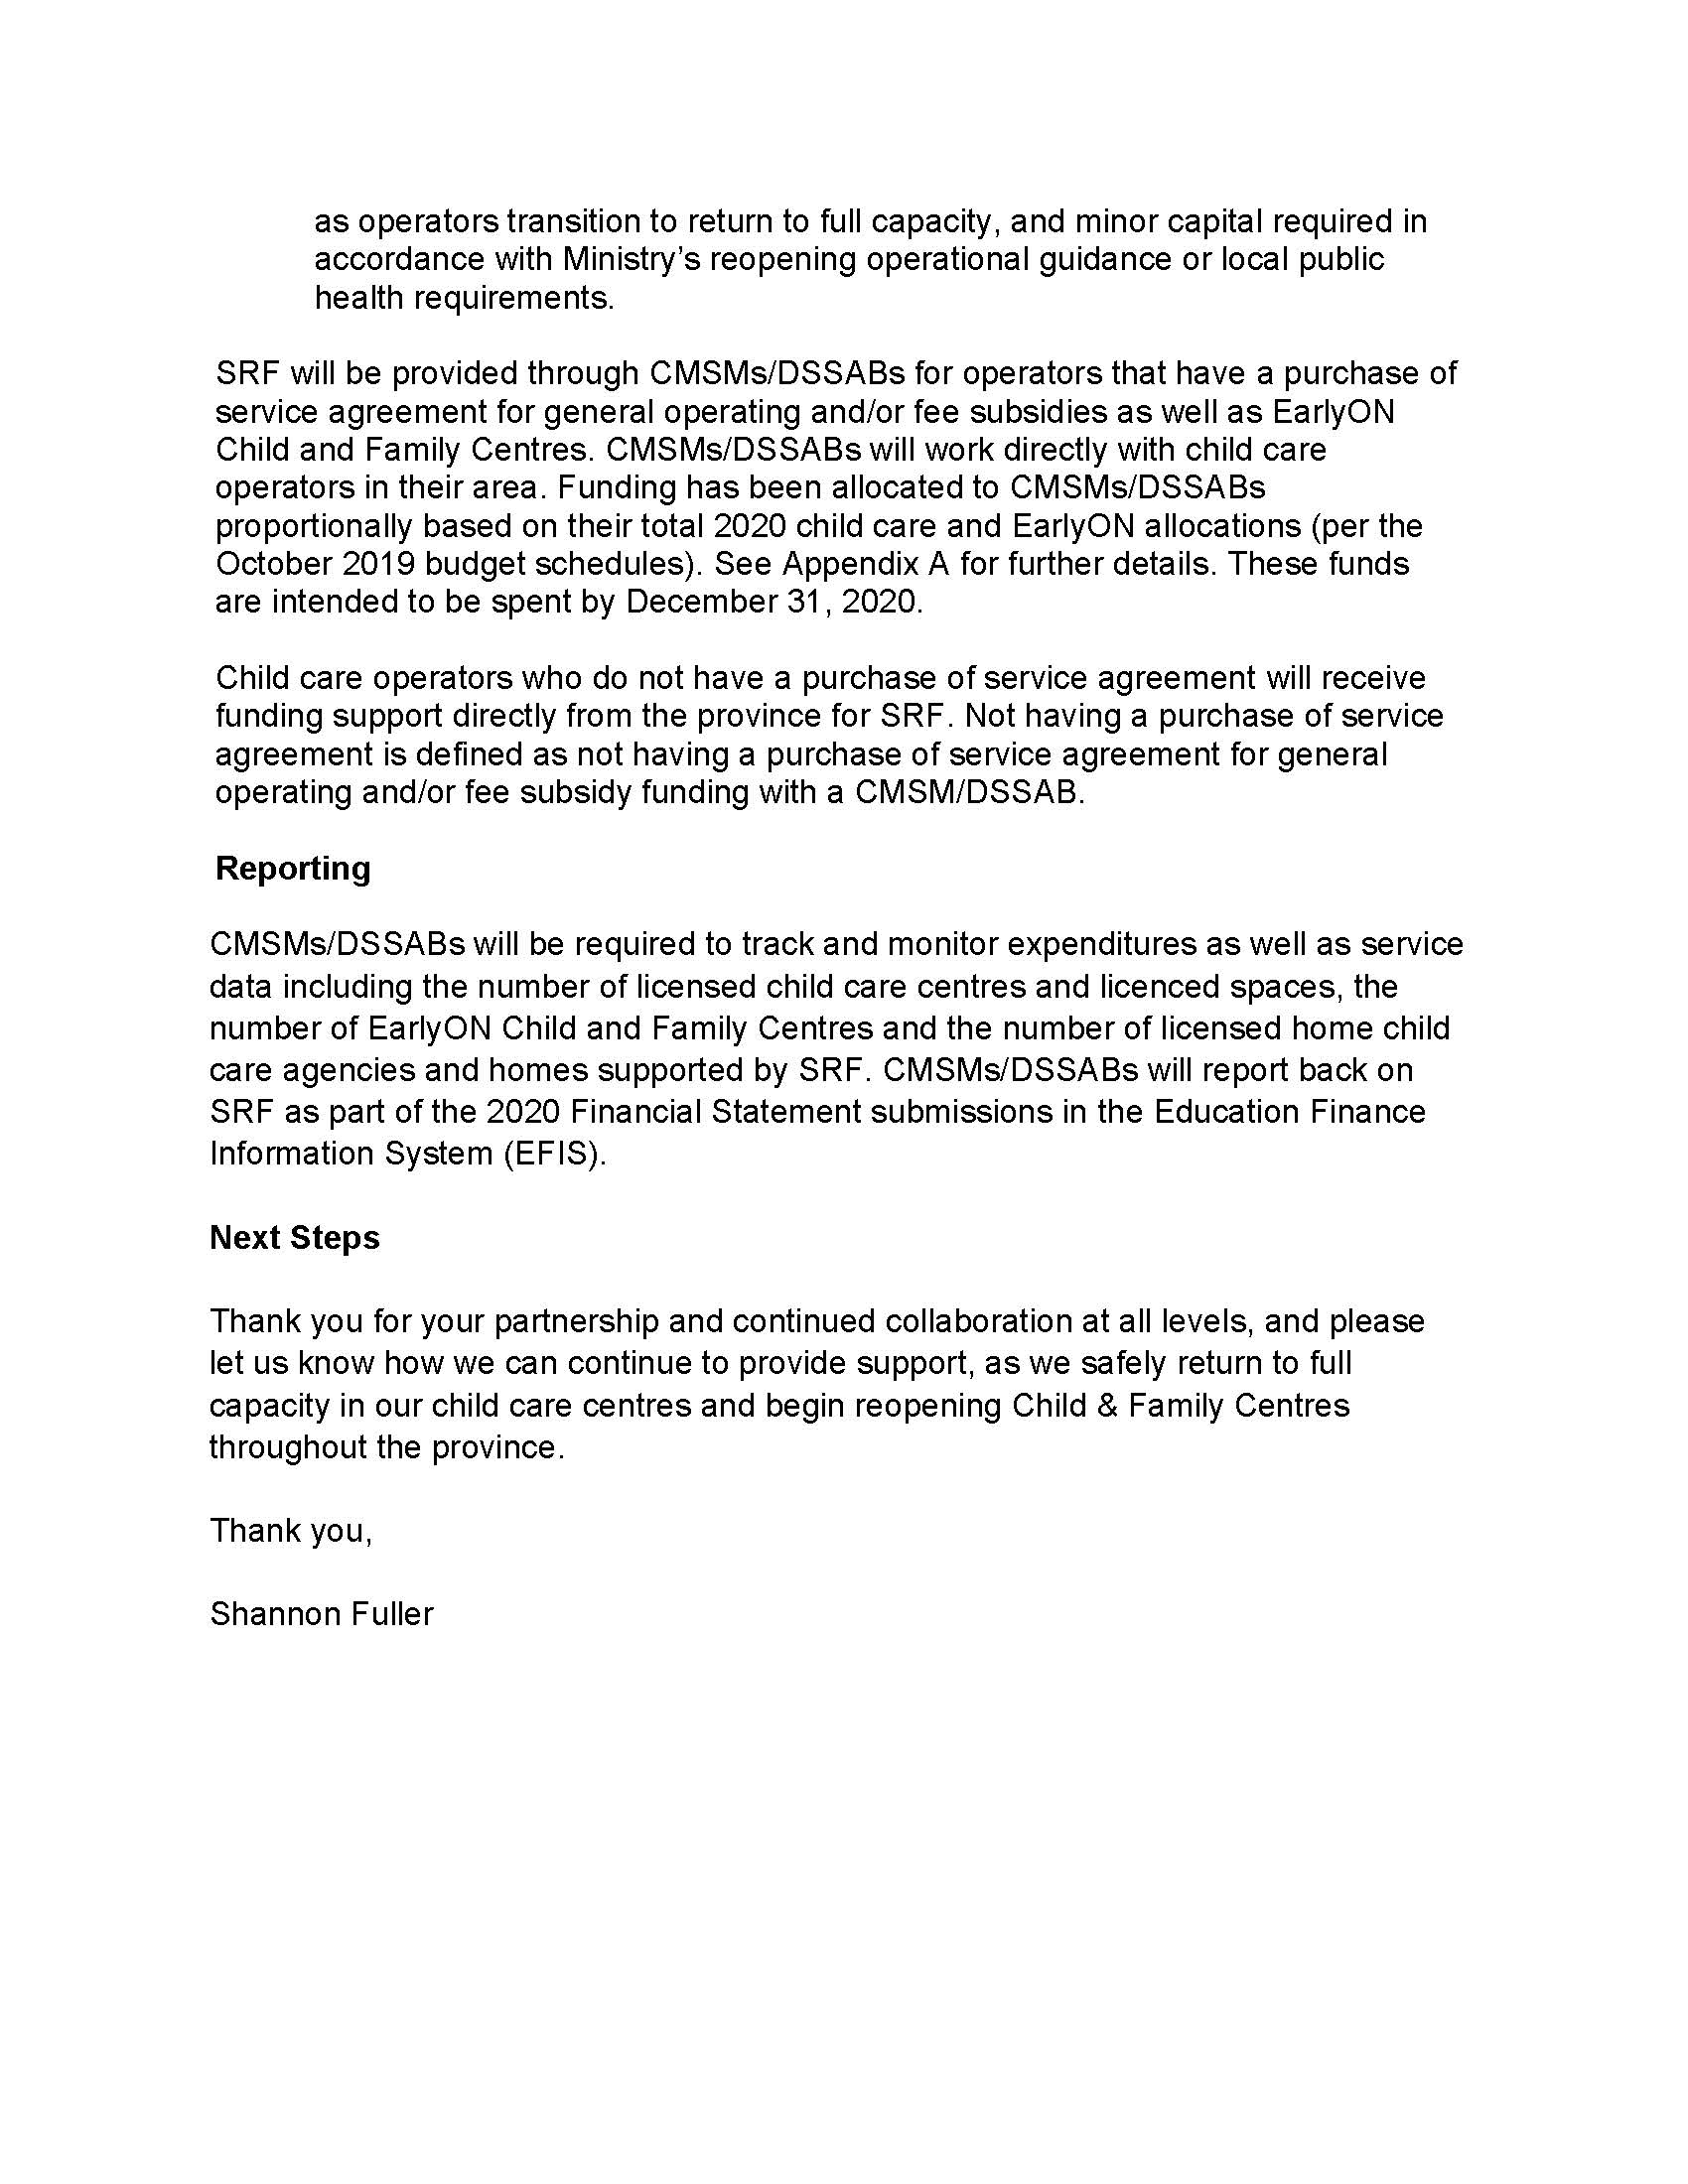 as operators transition to return to full capacity, and minor capital required in
accordance with Ministry’s reopening operational guidance or local public
health requirements.
SRF will be provided through CMSMs/DSSABs for operators that have a purchase of
service agreement for general operating and/or fee subsidies as well as EarlyON
Child and Family Centres. CMSMs/DSSABs will work directly with child care
operators in their area. Funding has been allocated to CMSMs/DSSABs
proportionally based on their total 2020 child care and EarlyON allocations (per the
October 2019 budget schedules). See Appendix A for further details. These funds
are intended to be spent by December 31, 2020.
Child care operators who do not have a purchase of service agreement will receive
funding support directly from the province for SRF. Not having a purchase of service
agreement is defined as not having a purchase of service agreement for general
operating and/or fee subsidy funding with a CMSM/DSSAB.
Reporting
CMSMs/DSSABs will be required to track and monitor expenditures as well as service
data including the number of licensed child care centres and licenced spaces, the
number of EarlyON Child and Family Centres and the number of licensed home child
care agencies and homes supported by SRF. CMSMs/DSSABs will report back on
SRF as part of the 2020 Financial Statement submissions in the Education Finance
Information System (EFIS).
Next Steps
Thank you for your partnership and continued collaboration at all levels, and please
let us know how we can continue to provide support, as we safely return to full
capacity in our child care centres and begin reopening Child & Family Centres
throughout the province.
Thank you,
Shannon Fuller